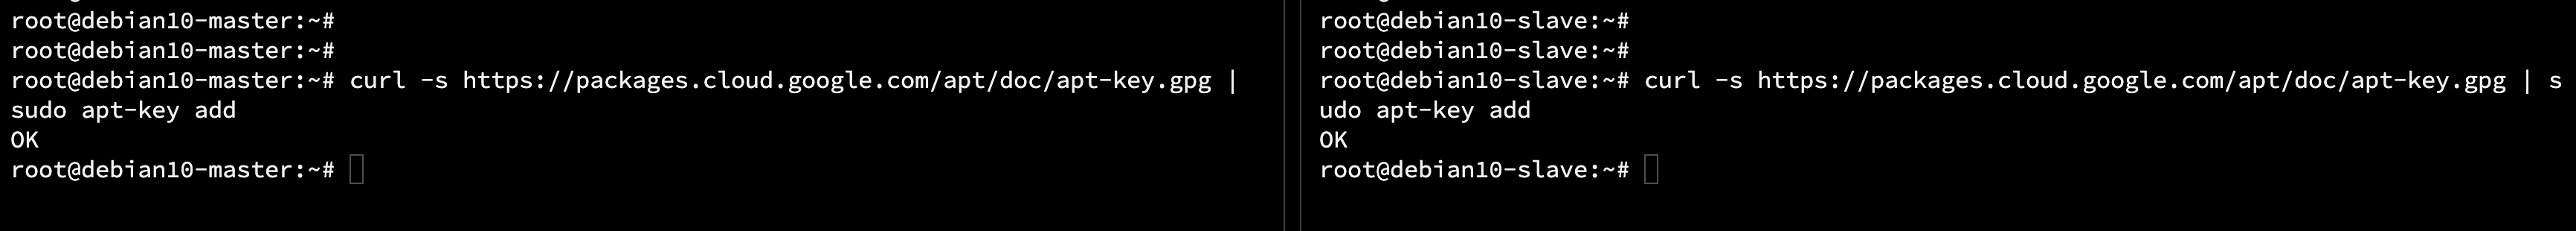 root@debian10-master:~#
root@debian10-master:~#
root@debian10-master:~# curl -s https://packages.cloud.google.com/apt/doc/apt-key.gpg |
sudo apt-key add
OK
root@debian10-master:~#
root@debian10-slave:~#
root@debian10-slave:~#
root@debian10-slave:~# curl -s https://packages.cloud.google.com/apt/doc/apt-key.gpg | s
udo apt-key add
OK
root@debian10-slave:~#